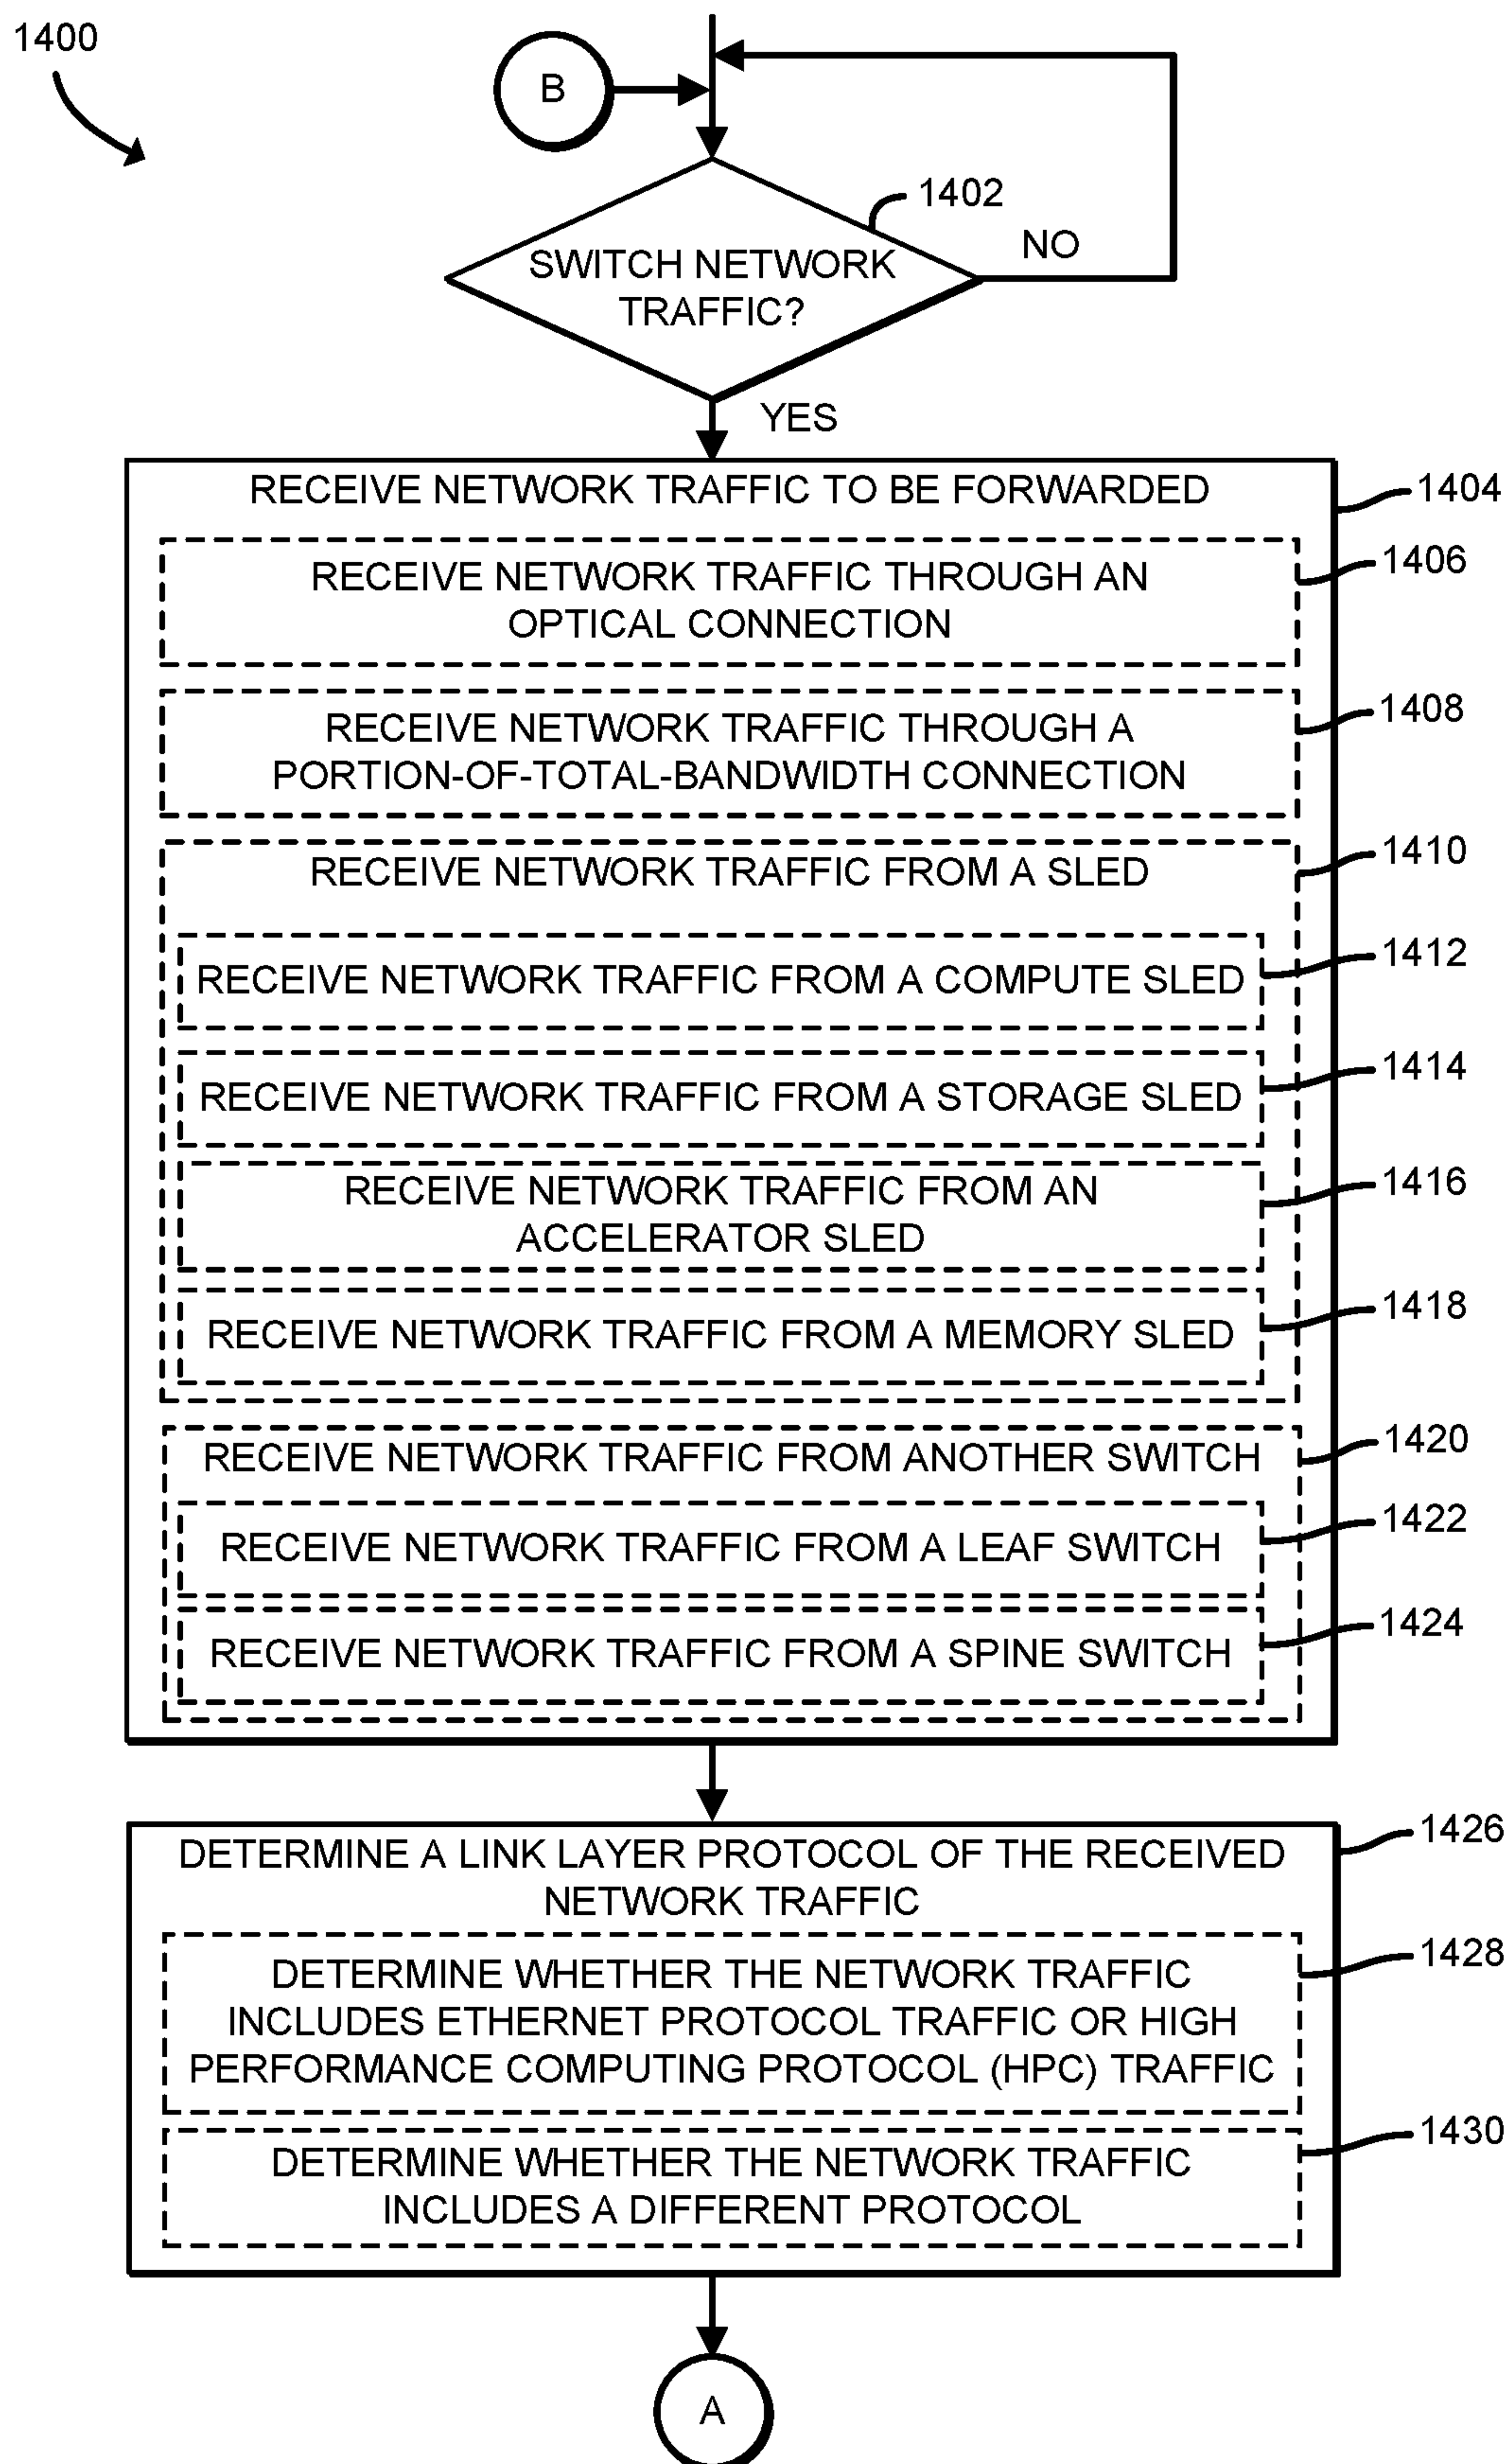 1400
B
1402
SWITCH NETWORK
TRAFFIC?
NO
YES
RECEIVE NETWORK TRAFFIC TO BE FORWARDED
1404
RECEIVE NETWORK TRAFFIC THROUGH AN
OPTICAL CONNECTION
1406
RECEIVE NETWORK TRAFFIC THROUGH A
PORTION-OF-TOTAL-BANDWIDTH CONNECTION
1408
RECEIVE NETWORK TRAFFIC FROM A SLED
1410
RECEIVE NETWORK TRAFFIC FROM A COMPUTE SLED
1412
RECEIVE NETWORK TRAFFIC FROM A STORAGE SLED
1414
RECEIVE NETWORK TRAFFIC FROM AN
ACCELERATOR SLED
1416
RECEIVE NETWORK TRAFFIC FROM A MEMORY SLED
1418
RECEIVE NETWORK TRAFFIC FROM ANOTHER SWITCH
1420
RECEIVE NETWORK TRAFFIC FROM A LEAF SWITCH
1422
RECEIVE NETWORK TRAFFIC FROM A SPINE SWITCH
1424
DETERMINE A LINK LAYER PROTOCOL OF THE RECEIVED
NETWORK TRAFFIC
1426
DETERMINE WHETHER THE NETWORK TRAFFIC
INCLUDES ETHERNET PROTOCOL TRAFFIC OR HIGH
PERFORMANCE COMPUTING PROTOCOL (HPC) TRAFFIC
1428
DETERMINE WHETHER THE NETWORK TRAFFIC
INCLUDES A DIFFERENT PROTOCOL
1430
A